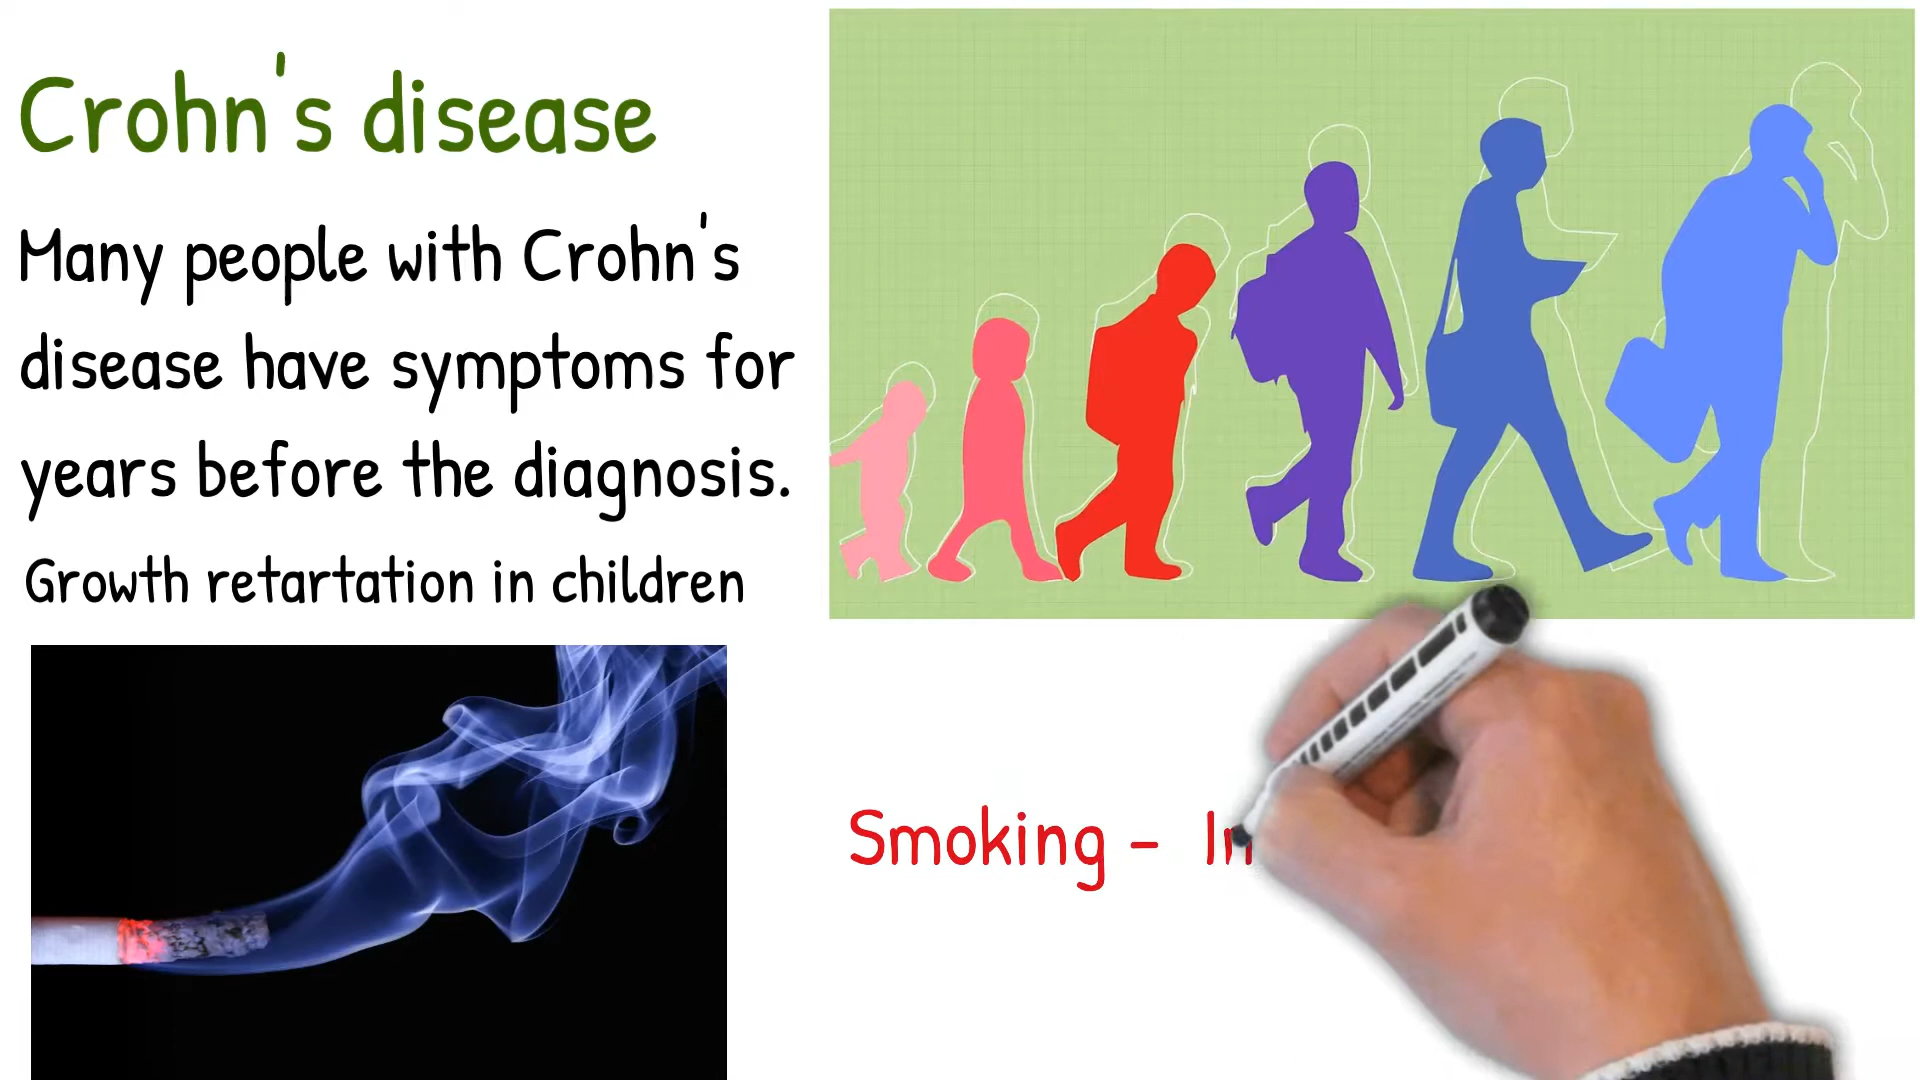 Crohn's disease
Many people with Crohn's
disease have symptoms for
years before the diagnosis.
Growth retartation in children
Smoking -